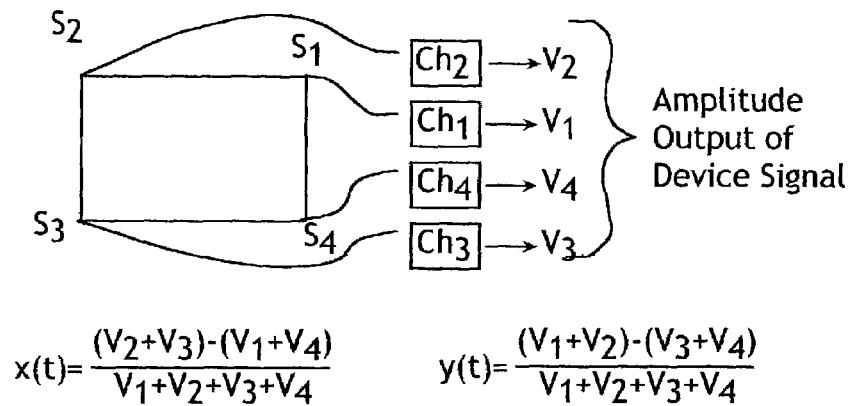 S₂
S₁
Ch₂ → V₂
Ch₁ → V₁
Ch₄ → V₄
Ch₃ → V₃
Amplitude
Output of
Device Signal
S₃
S₄
x(t)= (V₂+V₃)-(V₁+V₄) / V₁+V₂+V₃+V₄
y(t)= (V₁+V₂)-(V₃+V₄) / V₁+V₂+V₃+V₄